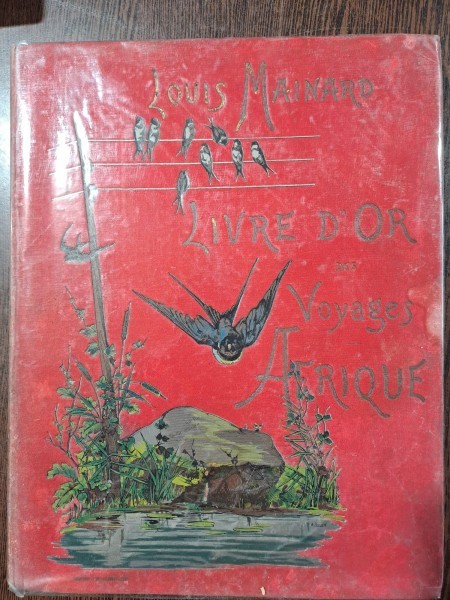 LOUIS MAINARD
LIVRE D'OR
DES
Voyages
AFRIQUE